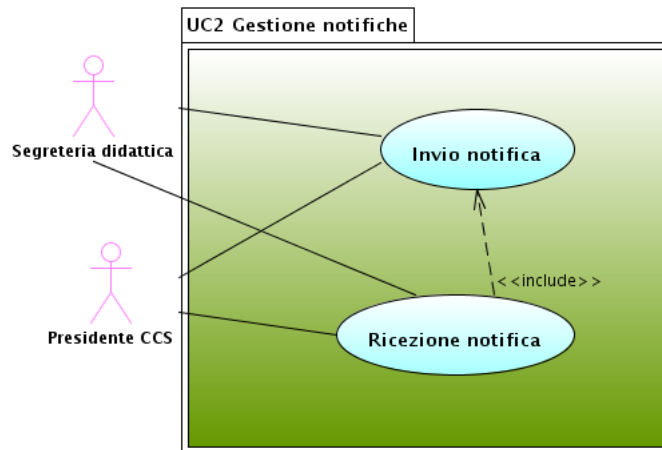 UC2 Gestione notifiche
Segreteria didattica
Invio notifica
<<include>>
Presidente CCS
Ricezione notifica